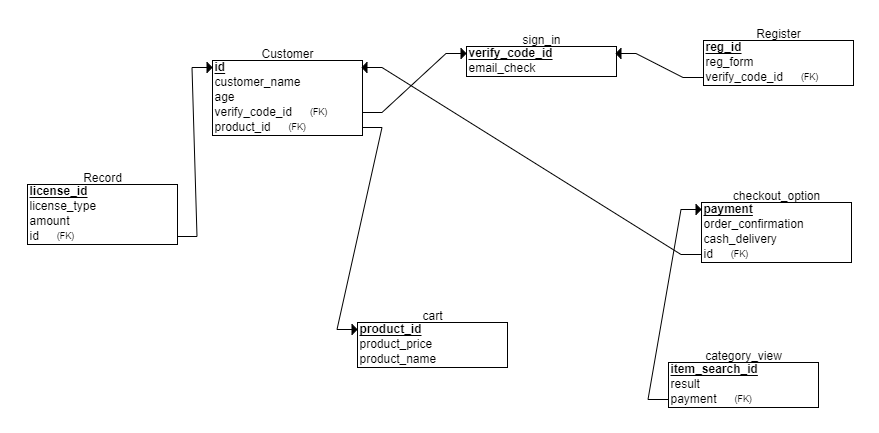 Customer
id
customer_name
age
verify_code_id (FK)
product_id (FK)
sign_in
verify_code_id
email_check
Register
reg_id
reg_form
verify_code_id (FK)
Record
license_id
license_type
amount
id (FK)
checkout_option
payment
order_confirmation
cash_delivery
id (FK)
cart
product_id
product_price
product_name
category_view
item_search_id
result
payment (FK)